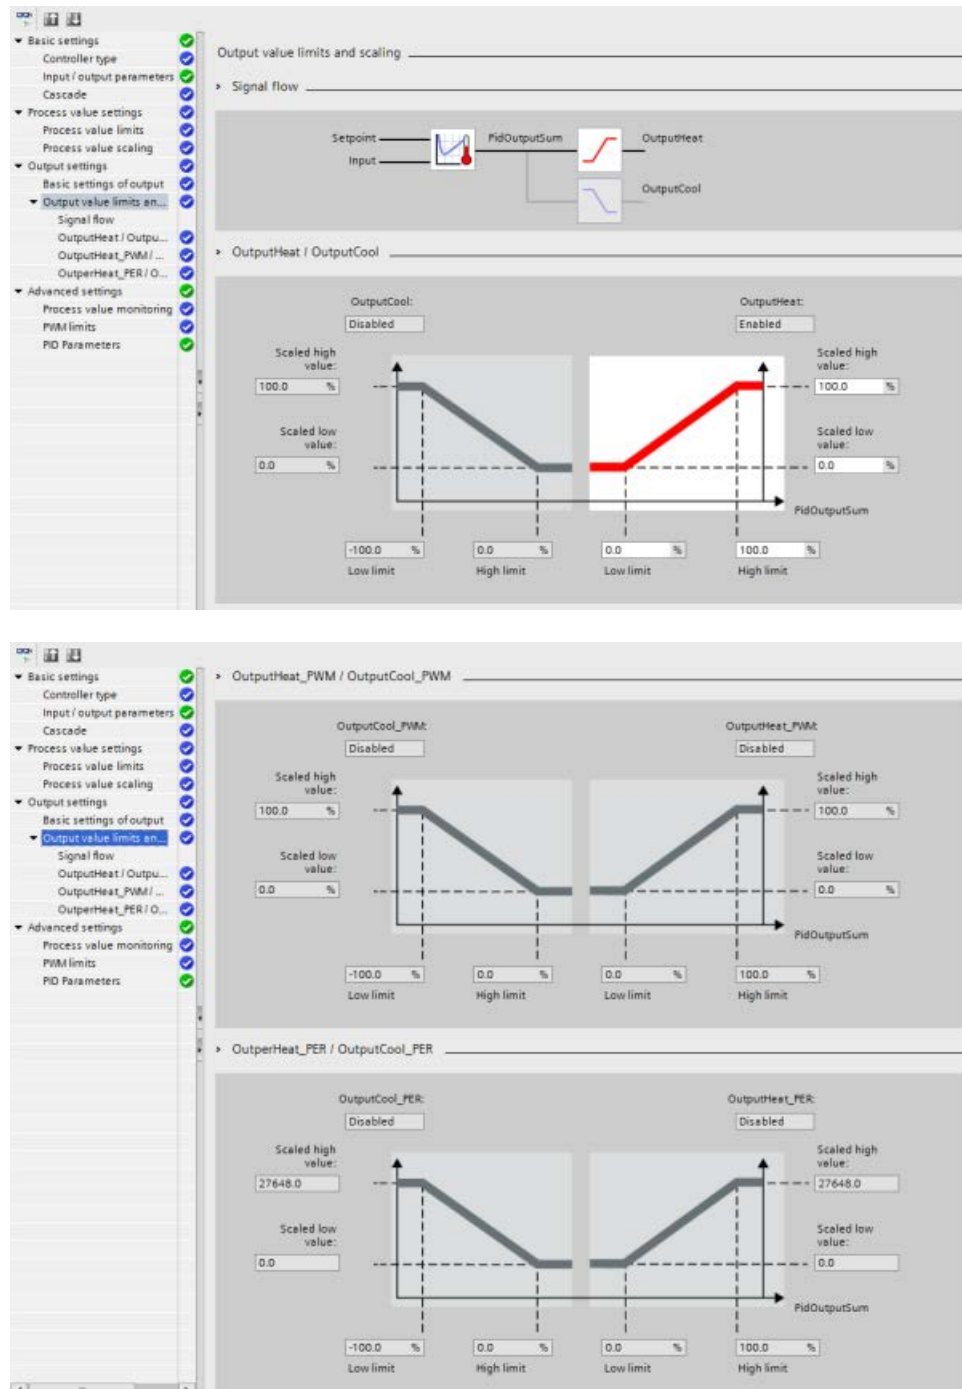 Basic settings
Controller type
Input / output parameters
Cascade
Process value settings
Process value limits
Process value scaling
Output settings
Basic settings of output
Output value limits an...
Signal flow
OutputHeat / Outpu...
OutputHeat_PWM / ...
OutperHeat_PER / O...
Advanced settings
Process value monitoring
PWM limits
PID Parameters
Output value limits and scaling
Signal flow
Setpoint
Input
PidOutputSum
OutputHeat
OutputCool
OutputHeat / OutputCool
OutputCool:
Disabled
OutputHeat:
Enabled
Scaled high
value:
100.0 %
Scaled low
value:
0.0 %
Scaled high
value:
100.0 %
Scaled low
value:
0.0 %
PidOutputSum
-100.0 %
Low limit
0.0 %
High limit
0.0 %
Low limit
100.0 %
High limit
Basic settings
Controller type
Input / output parameters
Cascade
Process value settings
Process value limits
Process value scaling
Output settings
Basic settings of output
Output value limits an...
Signal flow
OutputHeat / Outpu...
OutputHeat_PWM / ...
OutperHeat_PER / O...
Advanced settings
Process value monitoring
PWM limits
PID Parameters
OutputHeat_PWM / OutputCool_PWM
OutputCool_PWM:
Disabled
OutputHeat_PWM:
Disabled
Scaled high
value:
100.0 %
Scaled low
value:
0.0 %
Scaled high
value:
100.0 %
Scaled low
value:
0.0 %
PidOutputSum
-100.0 %
Low limit
0.0 %
High limit
0.0 %
Low limit
100.0 %
High limit
OutperHeat_PER / OutputCool_PER
OutputCool_PER:
Disabled
OutputHeat_PER:
Disabled
Scaled high
value:
27648.0
Scaled low
value:
0.0
Scaled high
value:
27648.0
Scaled low
value:
0.0
PidOutputSum
-100.0 %
Low limit
0.0 %
High limit
0.0 %
Low limit
100.0 %
High limit